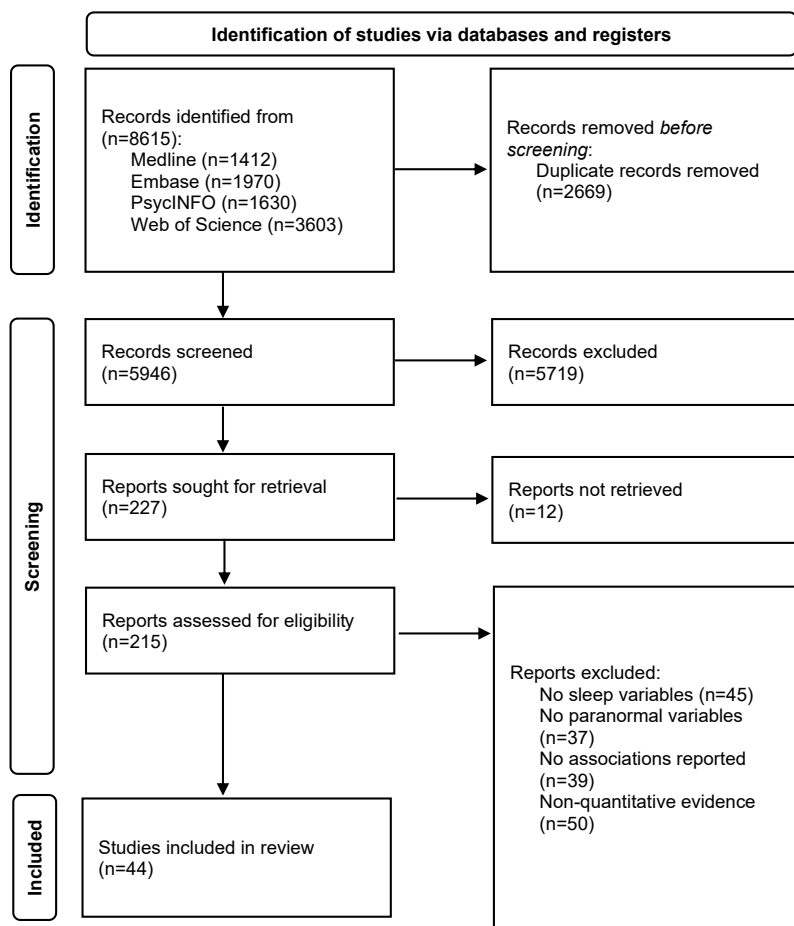 Identification of studies via databases and registers
Identification
Records identified from
(n=8615):
Medline (n=1412)
Embase (n=1970)
PsycINFO (n=1630)
Web of Science (n=3603)
Records removed before
screening:
Duplicate records removed
(n=2669)
Screening
Records screened
(n=5946)
Records excluded
(n=5719)
Reports sought for retrieval
(n=227)
Reports not retrieved
(n=12)
Reports assessed for eligibility
(n=215)
Reports excluded:
No sleep variables (n=45)
No paranormal variables
(n=37)
No associations reported
(n=39)
Non-quantitative evidence
(n=50)
Included
Studies included in review
(n=44)